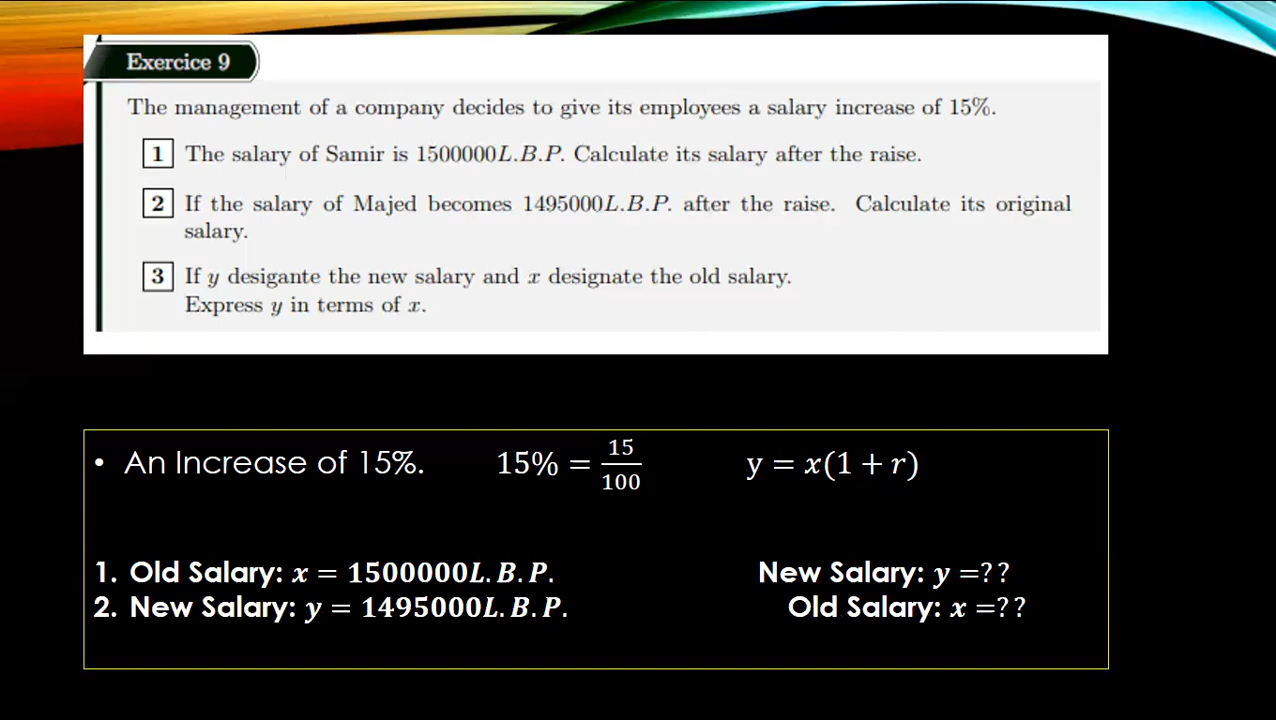 Exercice 9
The management of a company decides to give its employees a salary increase of 15%.
1 The salary of Samir is 1500000L.B.P. Calculate its salary after the raise.
2 If the salary of Majed becomes 1495000L.B.P. after the raise. Calculate its original
salary.
3 If y desigante the new salary and x designate the old salary.
Express y in terms of x.
• An Increase of 15%. 15% = 15/100 y = x(1 + r)
1. Old Salary: x = 1500000L.B.P. New Salary: y =??
2. New Salary: y = 1495000L.B.P. Old Salary: x =??